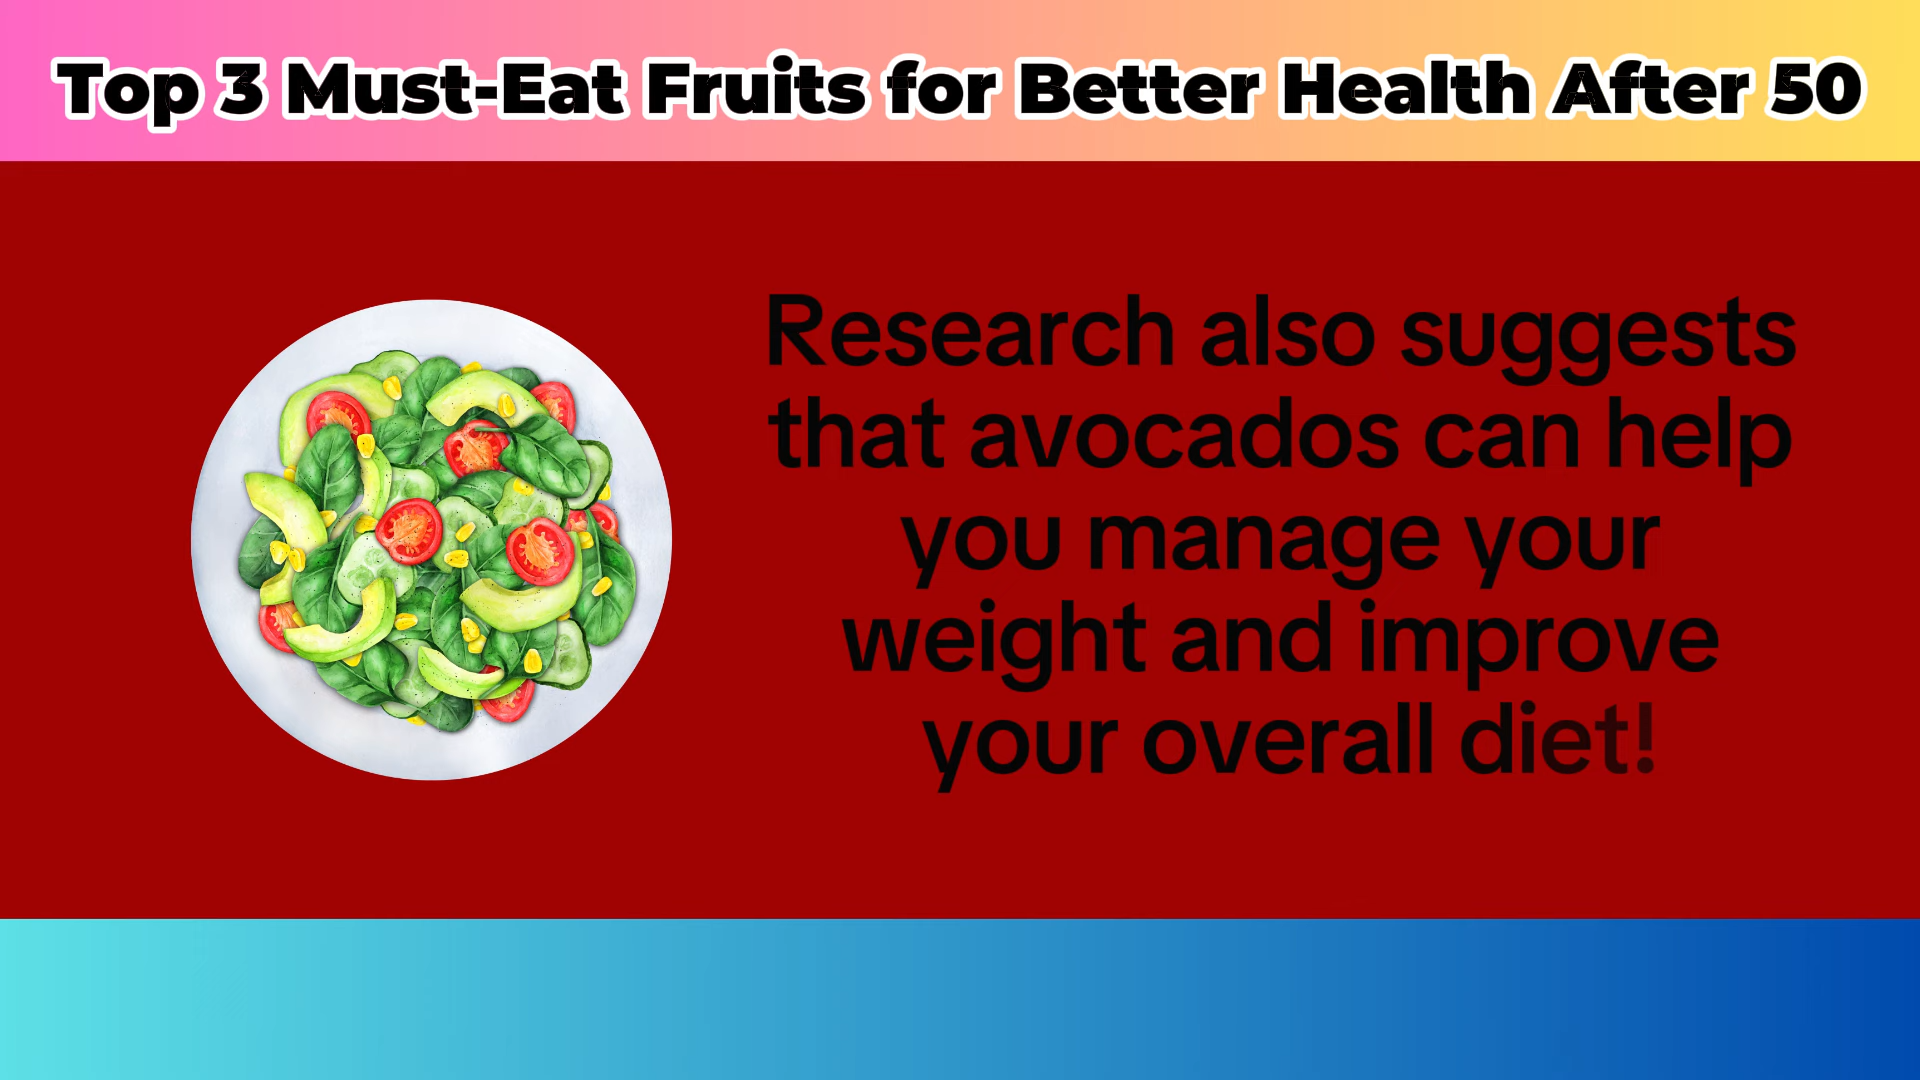 Top 3 Must-Eat Fruits for Better Health After 50
Research also suggests
that avocados can help
you manage your
weight and improve
your overall diet!